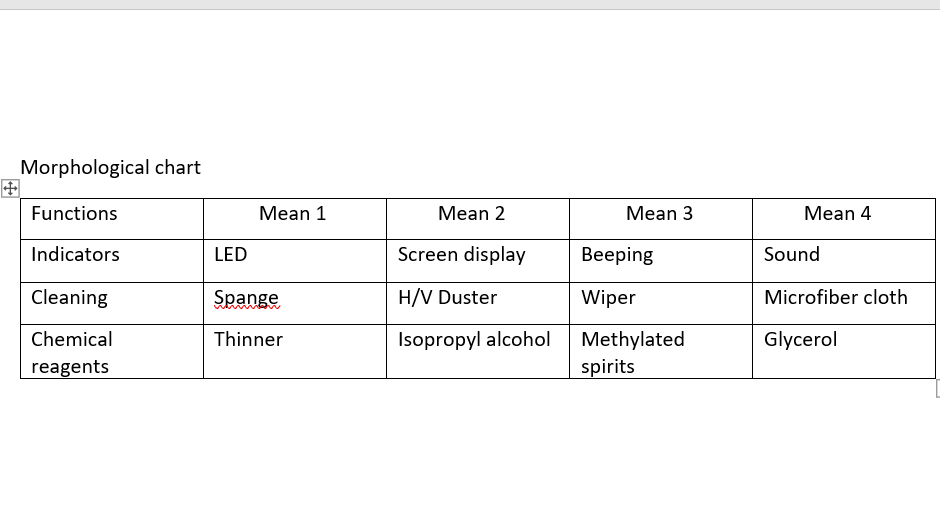 Morphological chart
Functions Mean 1 Mean 2 Mean 3 Mean 4
Indicators LED Screen display Beeping Sound
Cleaning Spange H/V Duster Wiper Microfiber cloth
Chemical Thinner Isopropyl alcohol Methylated Glycerol
reagents spirits